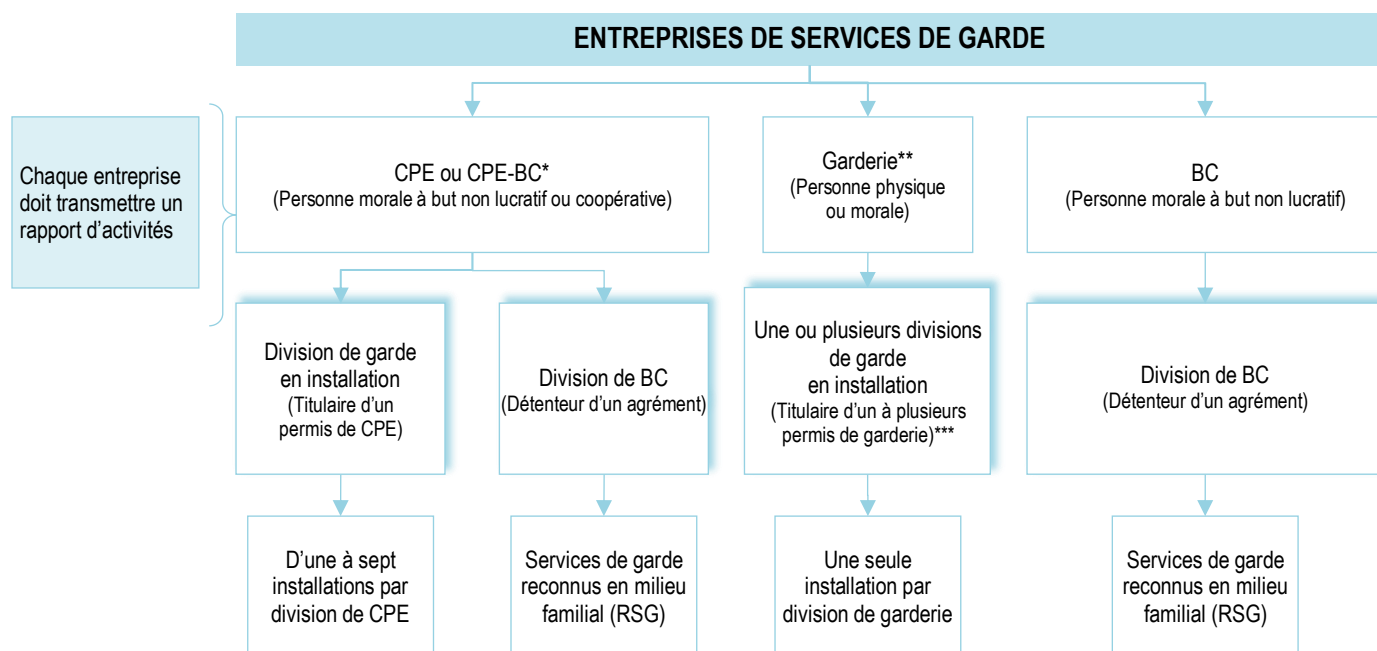 ENTREPRISES DE SERVICES DE GARDE
Chaque entreprise
doit transmettre un
rapport d'activités
CPE ou CPE-BC*
(Personne morale à but non lucratif ou coopérative)
Garderie**
(Personne physique
ou morale)
BC
(Personne morale à but non lucratif)
Division de garde
en installation
(Titulaire d'un
permis de CPE)
Division de BC
(Détenteur d'un agrément)
Une ou plusieurs divisions
de garde
en installation
(Titulaire d'un à plusieurs
permis de garderie)***
Division de BC
(Détenteur d'un agrément)
D'une à sept
installations par
division de CPE
Services de garde
reconnus en milieu
familial (RSG)
Une seule
installation par
division de garderie
Services de garde
reconnus en milieu
familial (RSG)